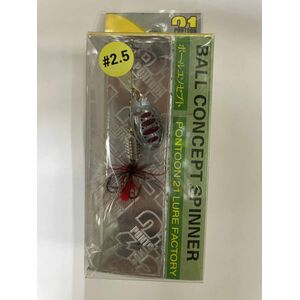 21
PONTOON
#2.5
BALL CONCEPT SPINNER
ボールコンセプト
PONTOON 21 LURE FACTORY